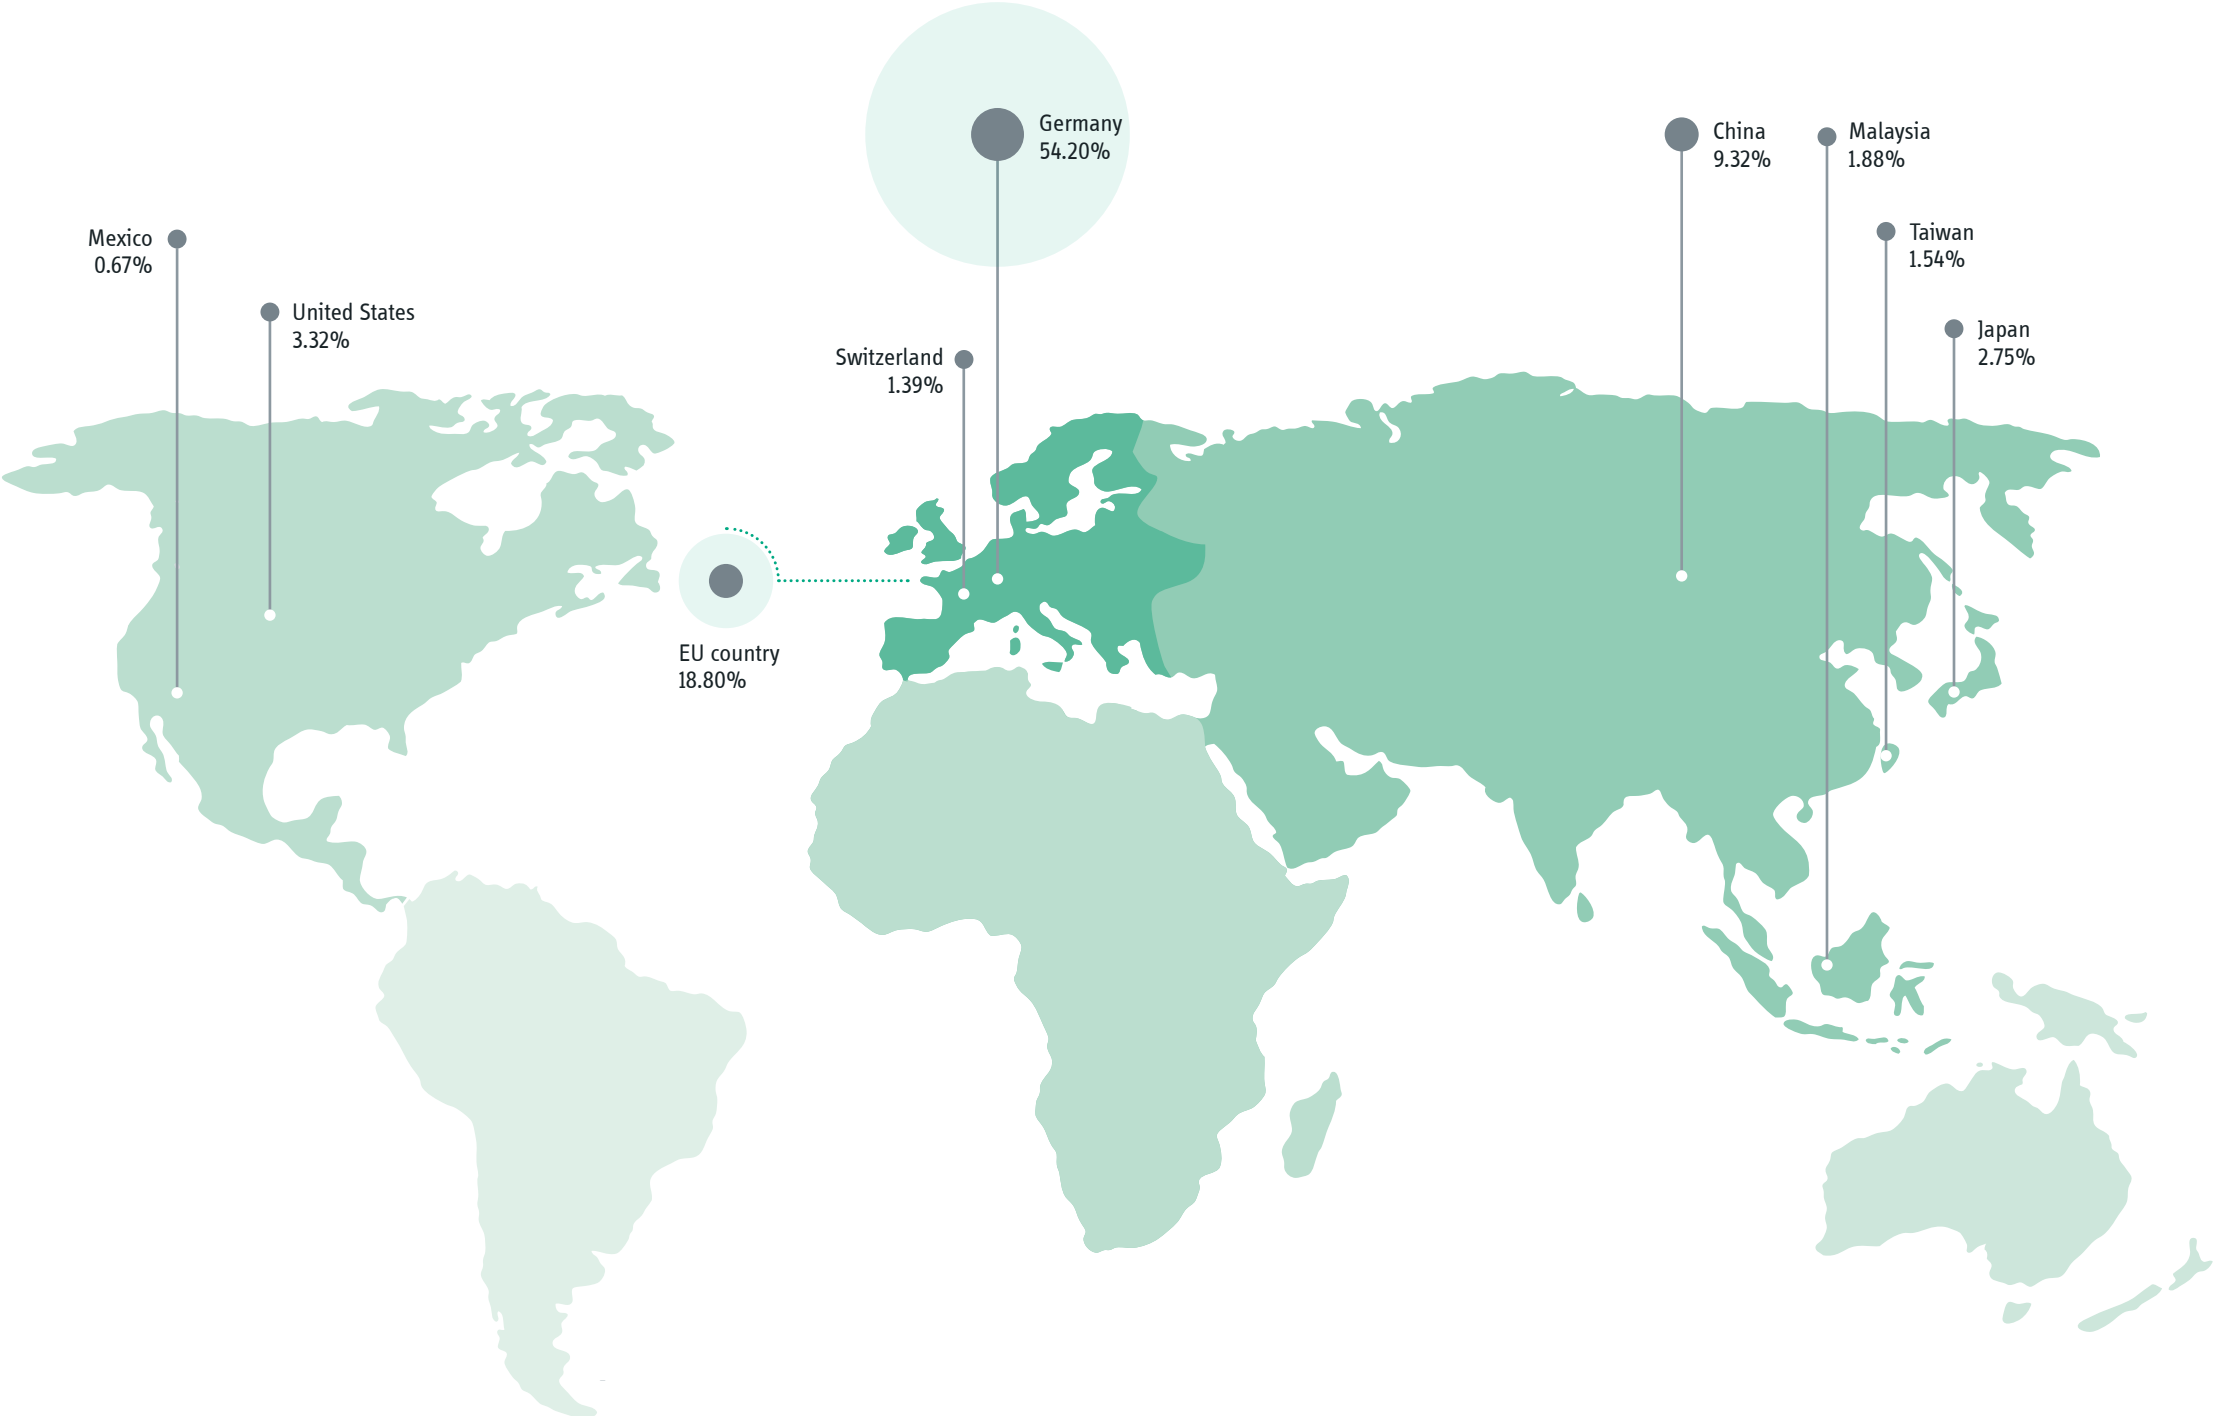 Germany
54.20%
China
9.32%
Malaysia
1.88%
Mexico
0.67%
Taiwan
1.54%
United States
3.32%
Japan
2.75%
Switzerland
1.39%
EU country
18.80%